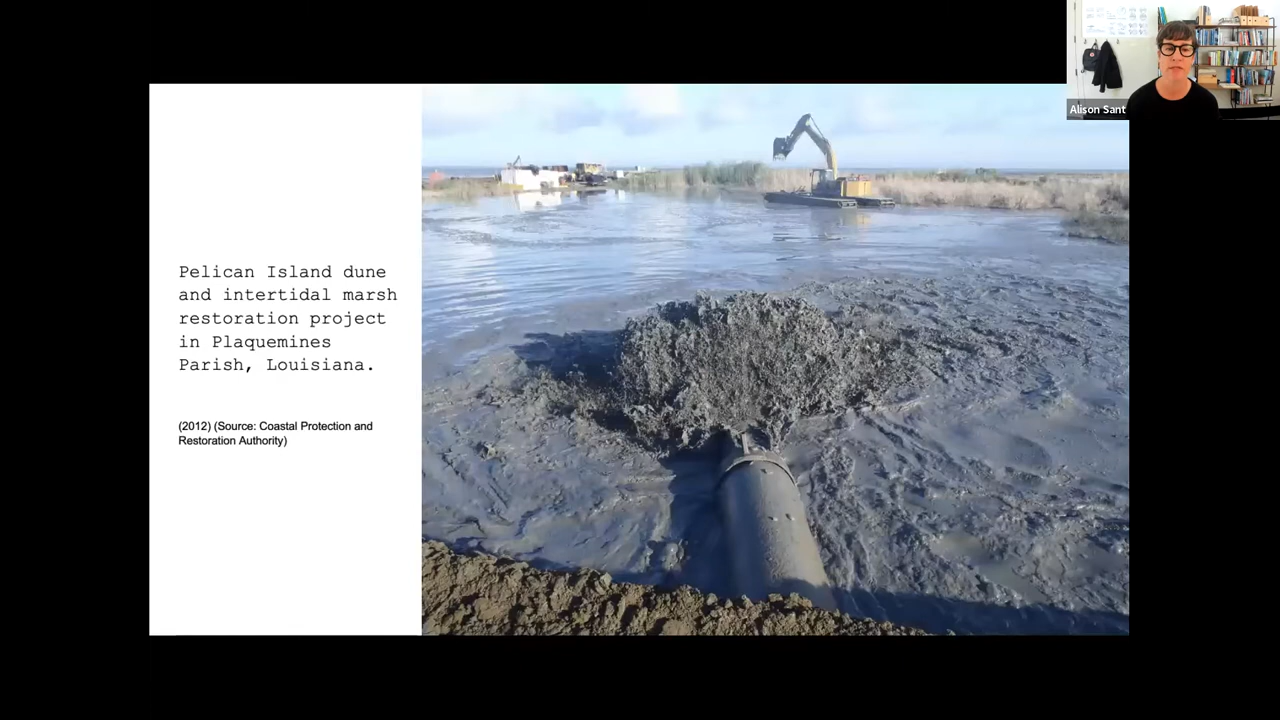 Alison Sant
Pelican Island dune
and intertidal marsh
restoration project
in Plaquemines
Parish, Louisiana.
(2012) (Source: Coastal Protection and
Restoration Authority)